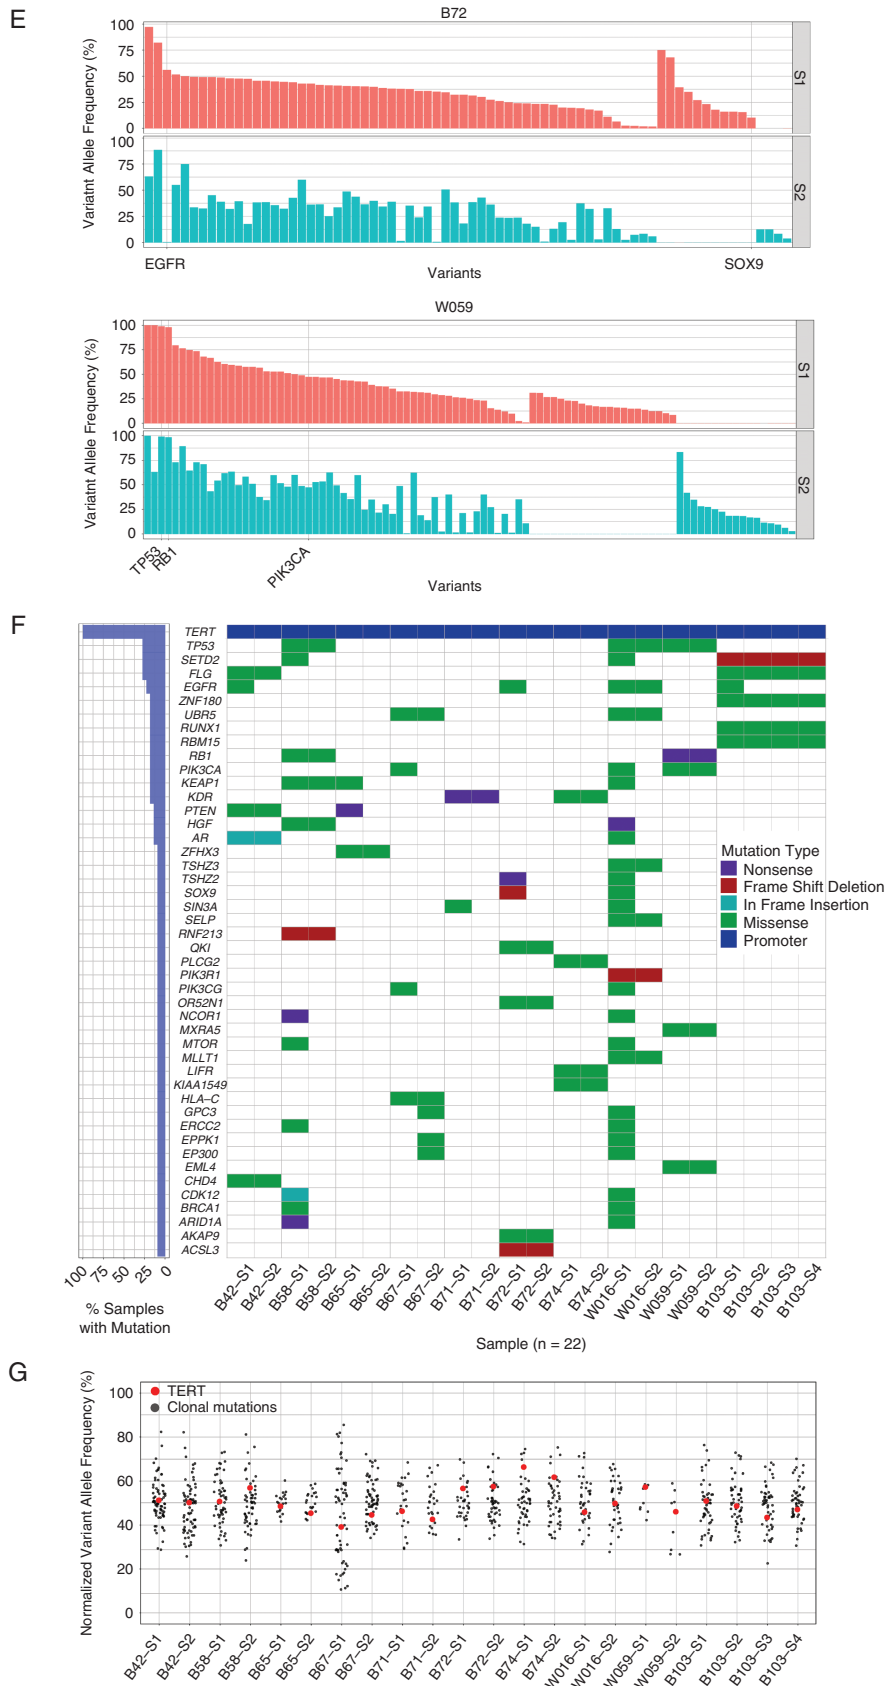 E
B72
Variatnt Allele Frequency (%)
100
75
50
25
0
S1
Variatnt Allele Frequency (%)
100
75
50
25
0
S2
EGFR
SOX9
Variants
W059
Variatnt Allele Frequency (%)
100
75
50
25
0
S1
Variatnt Allele Frequency (%)
100
75
50
25
0
S2
TP53
RB1
PIK3CA
Variants
F
TERT
TP53
SETD2
FLG
EGFR
ZNF180
UBR5
RUNX1
RBM15
RB1
PIK3CA
KEAP1
KDR
PTEN
HGF
AR
ZFHX3
TSHZ3
TSHZ2
SOX9
SIN3A
SELP
RNF213
QKI
PLCG2
PIK3R1
PIK3CG
OR52N1
NCOR1
MXRA5
MTOR
MLLT1
LIFR
KIAA1549
HLA–C
GPC3
ERCC2
EPPK1
EP300
EML4
CHD4
CDK12
BRCA1
ARID1A
AKAP9
ACSL3
Mutation Type
Nonsense
Frame Shift Deletion
In Frame Insertion
Missense
Promoter
100 75 50 25 0
% Samples
with Mutation
B42–S1
B42–S2
B58–S1
B58–S2
B65–S1
B65–S2
B67–S1
B67–S2
B71–S1
B71–S2
B72–S1
B72–S2
B74–S1
B74–S2
W016–S1
W016–S2
W059–S1
W059–S2
B103–S1
B103–S2
B103–S3
B103–S4
Sample (n = 22)
G
Normalized Variant Allele Frequency (%)
100
80
60
40
20
0
TERT
Clonal mutations
B42–S1
B42–S2
B58–S1
B58–S2
B65–S1
B65–S2
B67–S1
B67–S2
B71–S1
B71–S2
B72–S1
B72–S2
B74–S1
B74–S2
W016–S1
W016–S2
W059–S1
W059–S2
B103–S1
B103–S2
B103–S3
B103–S4